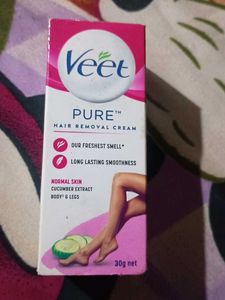 Veet
PURE™
HAIR REMOVAL CREAM
OUR FRESHEST SMELL*
LONG LASTING SMOOTHNESS
NORMAL SKIN
CUCUMBER EXTRACT
BODY & LEGS
30g net